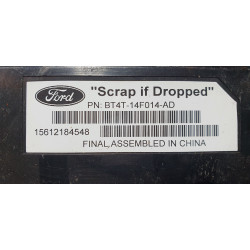 Ford "Scrap if Dropped"
PN: BT4T-14F014-AD
15612184548
FINAL, ASSEMBLED IN CHINA